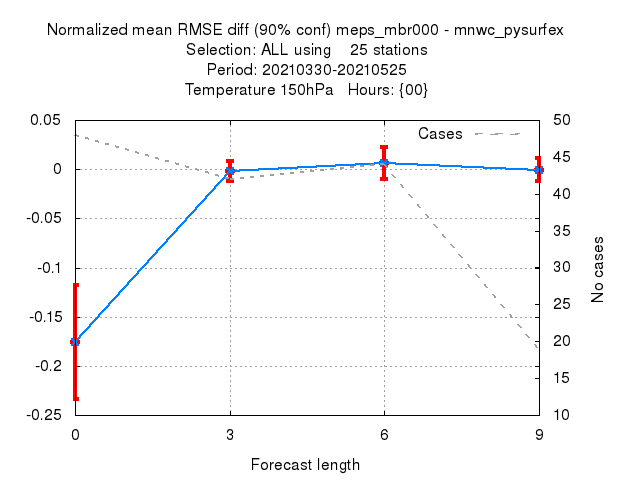 Normalized mean RMSE diff (90% conf) meps_mbr000 - mnwc_pysurfex
Selection: ALL using    25 stations
Period: 20210330-20210525
Temperature 150hPa   Hours: {00}
0.05
0
-0.05
-0.1
-0.15
-0.2
-0.25
Cases
50
45
40
35
30
25
20
15
10
No cases
0 3 6 9
Forecast length